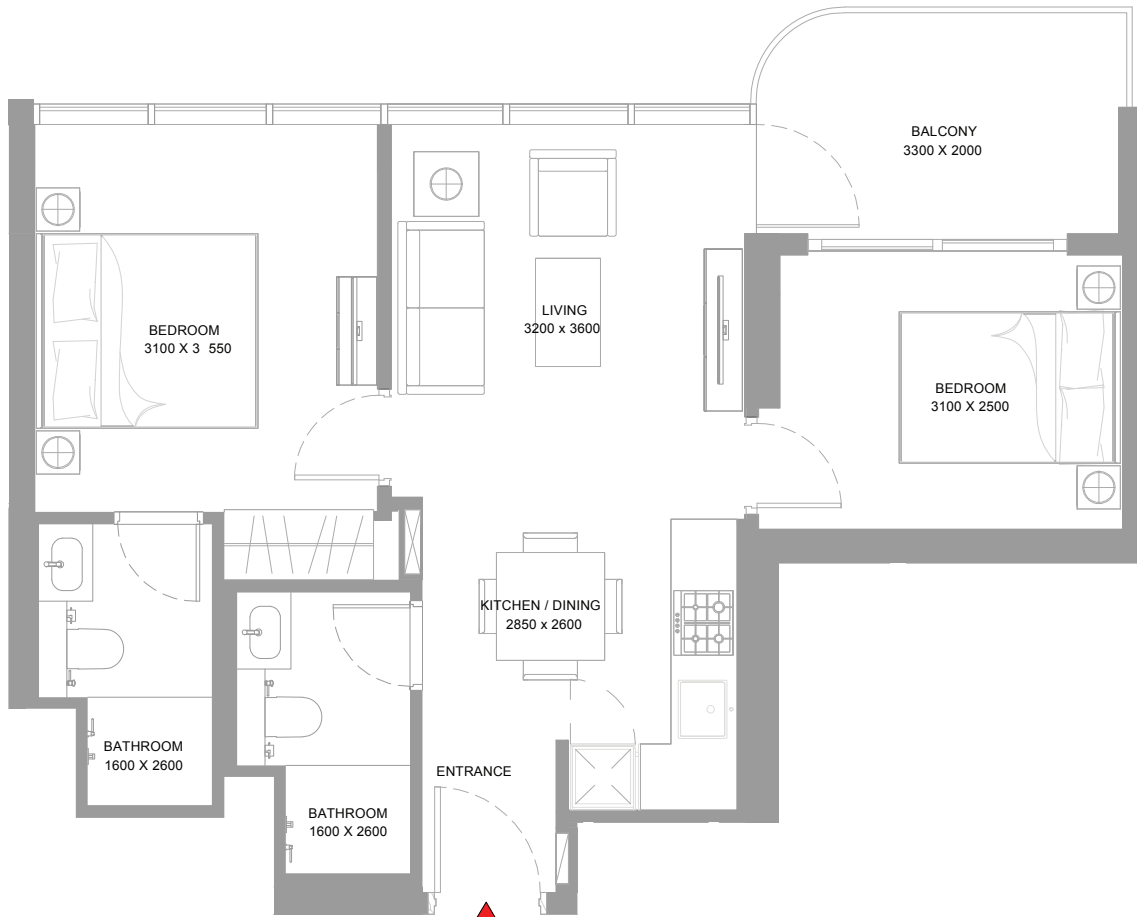 BALCONY
3300 X 2000
LIVING
3200 x 3600
BEDROOM
3100 X 3 550
BEDROOM
3100 X 2500
KITCHEN / DINING
2850 x 2600
BATHROOM
1600 X 2600
ENTRANCE
BATHROOM
1600 X 2600